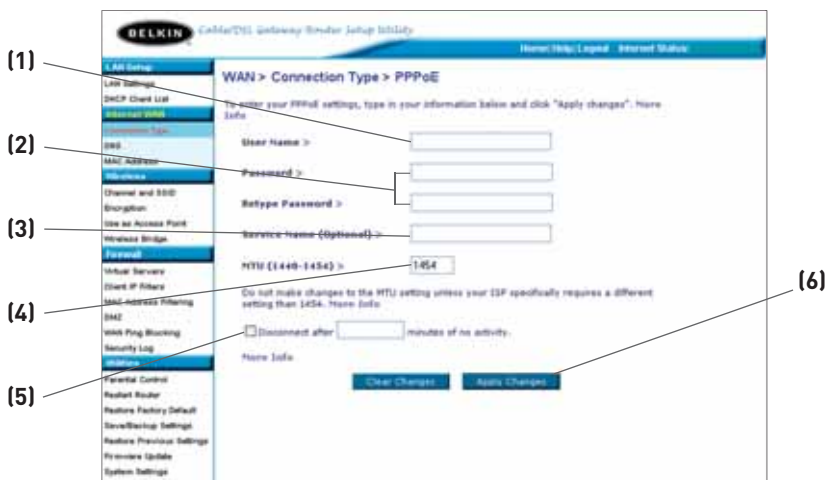 BELKIN Cable/DSL Gateway Router Setup Utility
Home|Help|Logout Internet Status:
(1)
(2)
(3)
(4)
(5)
(6)
LAN Setup
LAN Settings
DHCP Client List
Internet WAN
Connection Type
DNS
MAC Address
Wireless
Channel and SSID
Encryption
Use as Access Point
Wireless Bridge
Firewall
Virtual Servers
Client IP Filters
MAC Address Filtering
DMZ
WAN Ping Blocking
Security Log
Utilities
Parental Control
Restart Router
Restore Factory Default
Save/Backup Settings
Restore Previous Settings
Firmware Update
System Settings
WAN > Connection Type > PPPoE
To enter your PPPoE settings, type in your information below and click "Apply changes". More
Info
User Name >
Password >
Retype Password >
Service Name (Optional) >
MTU (1440-1454) > 1454
Do not make changes to the MTU setting unless your ISP specifically requires a different
setting than 1454. More Info
Disconnect after minutes of no activity.
More Info
Clear Changes Apply Changes